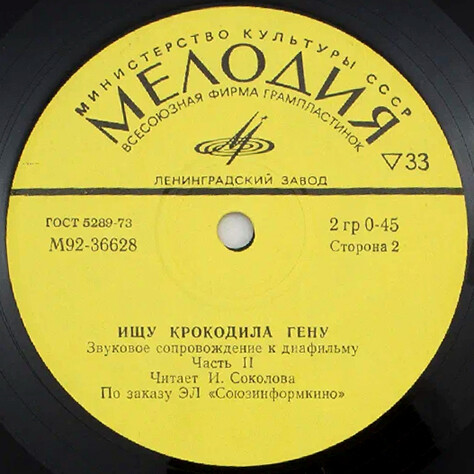 МИНИСТЕРСТВО КУЛЬТУРЫ СССР
МЕЛОДИЯ
ВСЕСОЮЗНАЯ ФИРМА ГРАМПЛАСТИНОК
ЛЕНИНГРАДСКИЙ ЗАВОД
▽33
ГОСТ 5289-73
М92-36628
2 гр 0-45
Сторона 2
ИЩУ КРОКОДИЛА ГЕНУ
Звуковое сопровождение к диафильму
Часть II
Читает И. Соколова
По заказу ЭЛ «Союзинформкино»